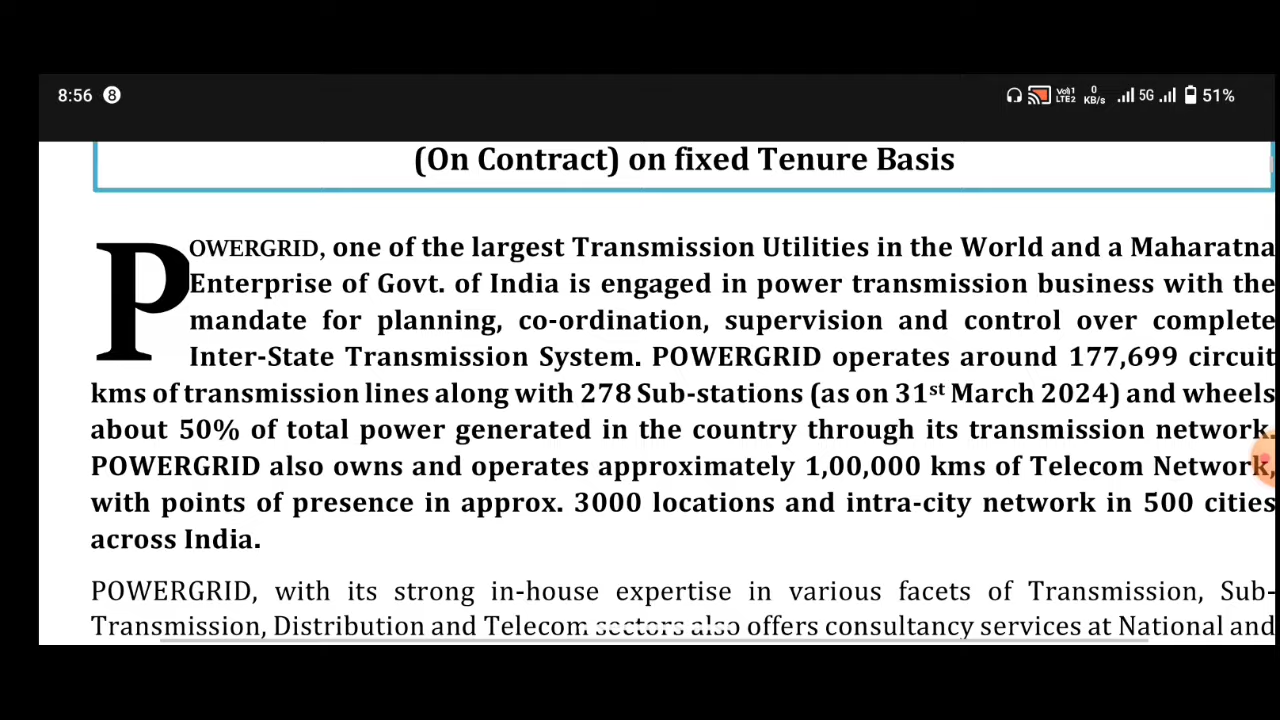 8:56 8 Vo1 LTE2 0 KB/s 5G 51%
(On Contract) on fixed Tenure Basis
POWERGRID, one of the largest Transmission Utilities in the World and a Maharatna
Enterprise of Govt. of India is engaged in power transmission business with the
mandate for planning, co-ordination, supervision and control over complete
Inter-State Transmission System. POWERGRID operates around 177,699 circuit
kms of transmission lines along with 278 Sub-stations (as on 31st March 2024) and wheels
about 50% of total power generated in the country through its transmission network.
POWERGRID also owns and operates approximately 1,00,000 kms of Telecom Network,
with points of presence in approx. 3000 locations and intra-city network in 500 cities
across India.
POWERGRID, with its strong in-house expertise in various facets of Transmission, Sub-
Transmission, Distribution and Telecom sectors also offers consultancy services at National and